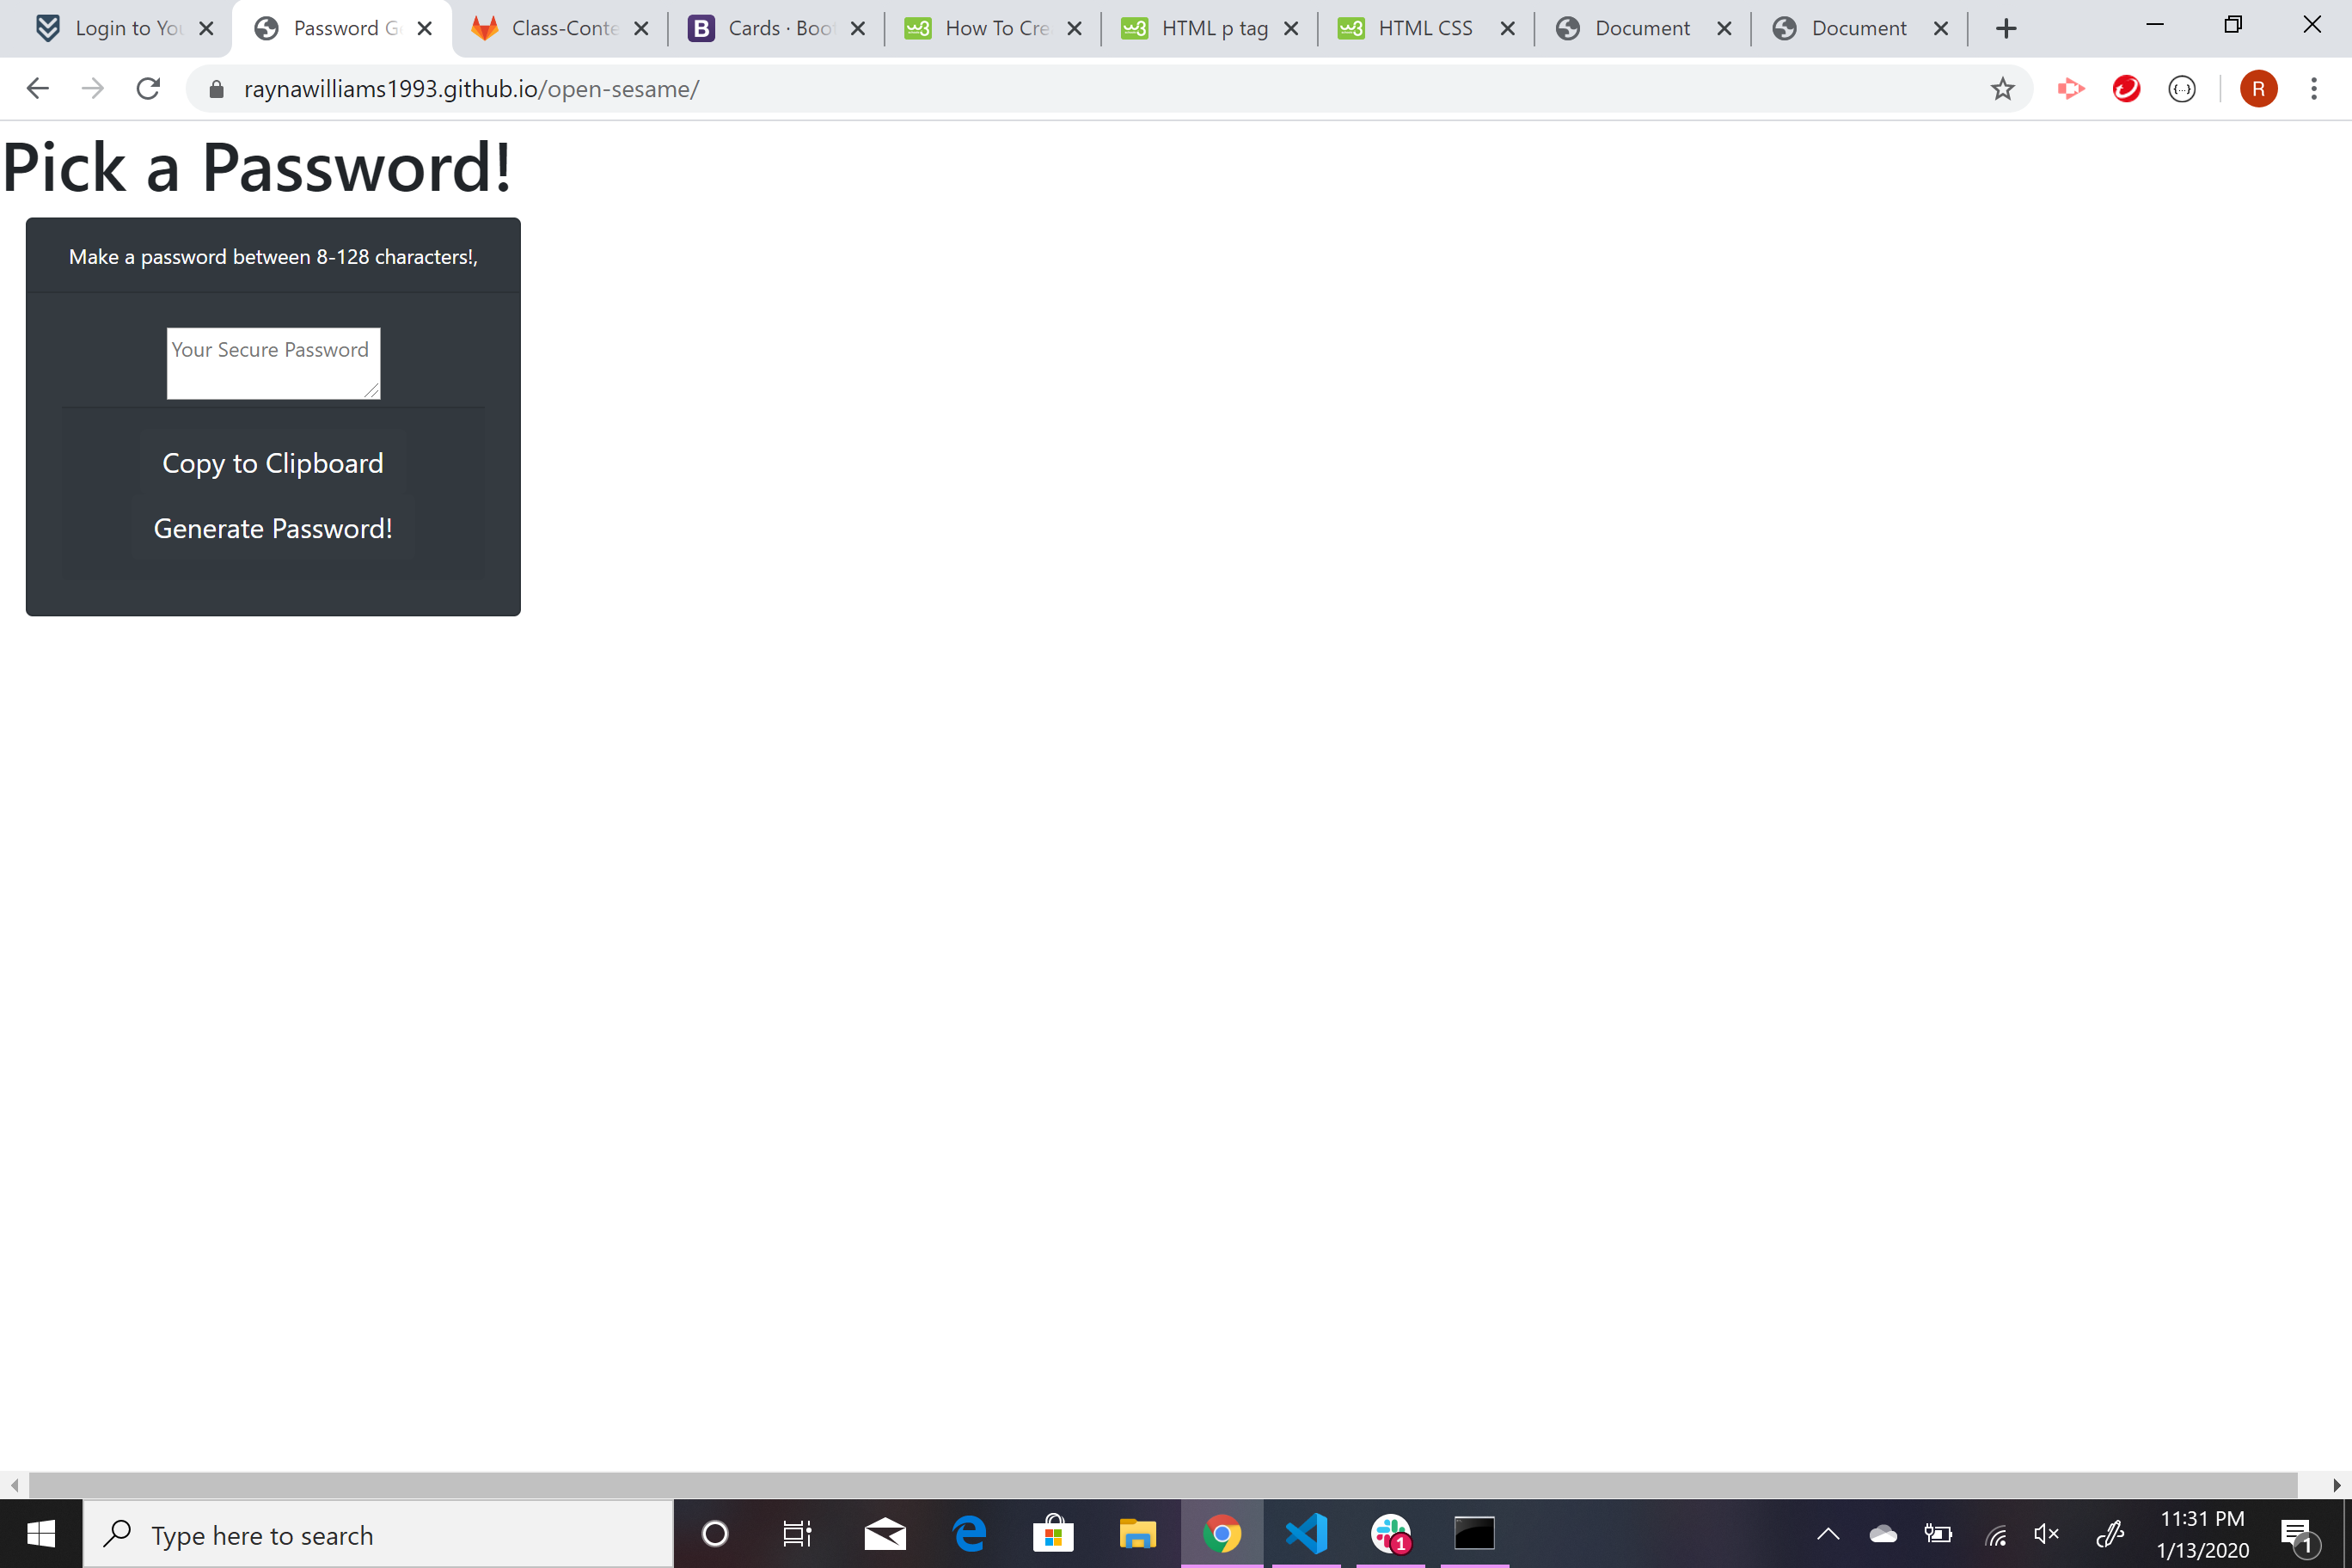 Login to You
Password Ge
Class-Conte
Cards · Boot
How To Cre
HTML p tag
HTML CSS
Document
Document
raynawilliams1993.github.io/open-sesame/
R
Pick a Password!
Make a password between 8-128 characters!,
Your Secure Password
Copy to Clipboard
Generate Password!
Type here to search
1
11:31 PM
1/13/2020
1